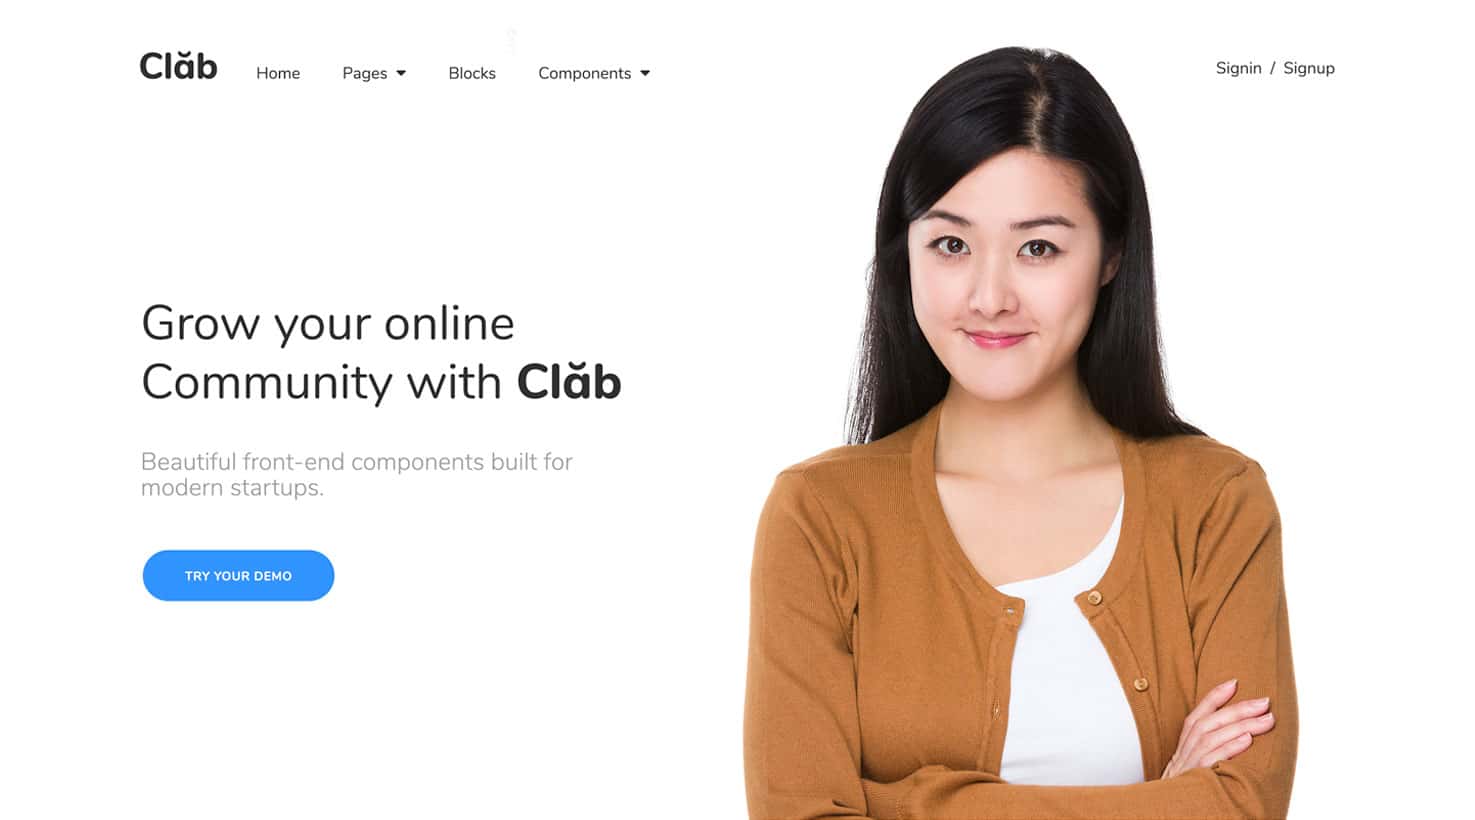 Clăb
Home
Pages
Blocks
Components
Signin / Signup
Grow your online
Community with Clăb
Beautiful front-end components built for
modern startups.
TRY YOUR DEMO